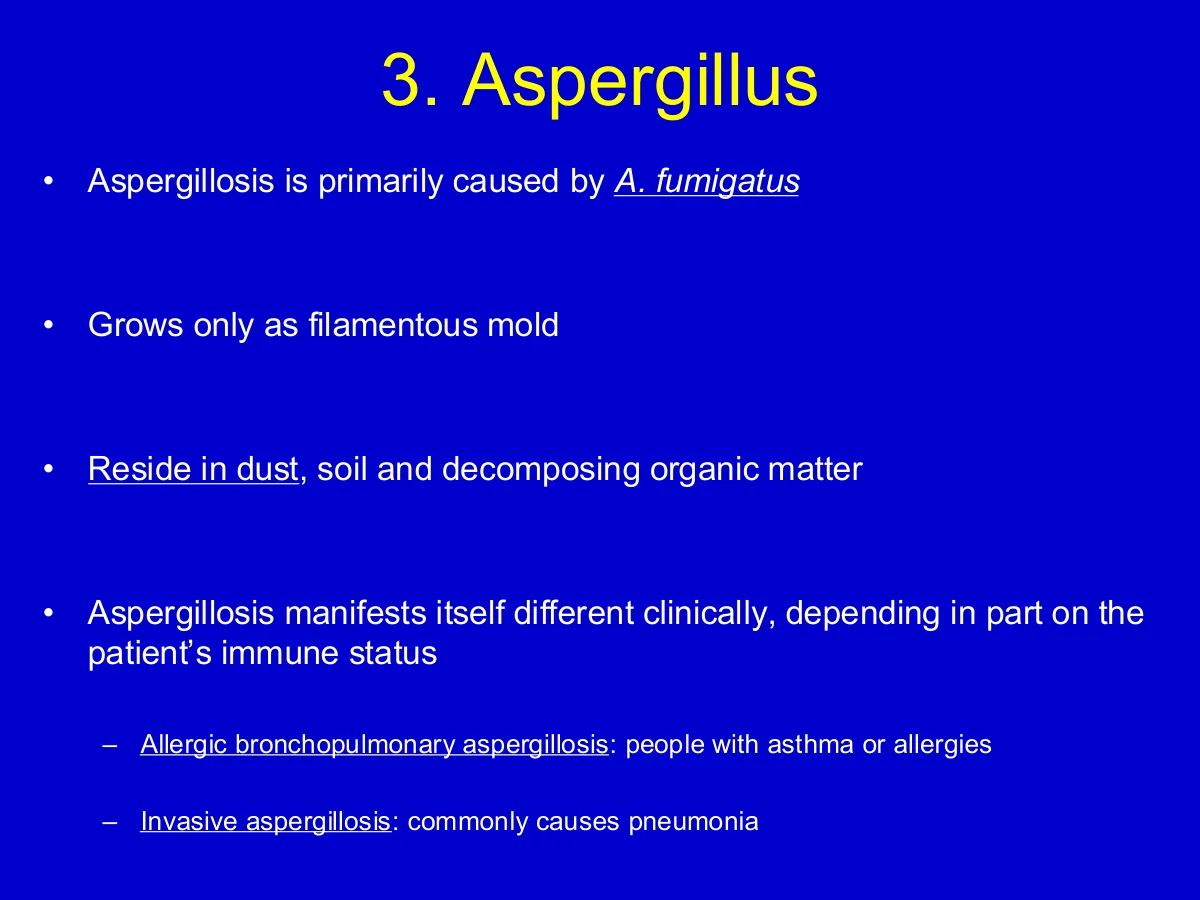 3. Aspergillus
• Aspergillosis is primarily caused by A. fumigatus
• Grows only as filamentous mold
• Reside in dust, soil and decomposing organic matter
• Aspergillosis manifests itself different clinically, depending in part on the
patient’s immune status
– Allergic bronchopulmonary aspergillosis: people with asthma or allergies
– Invasive aspergillosis: commonly causes pneumonia